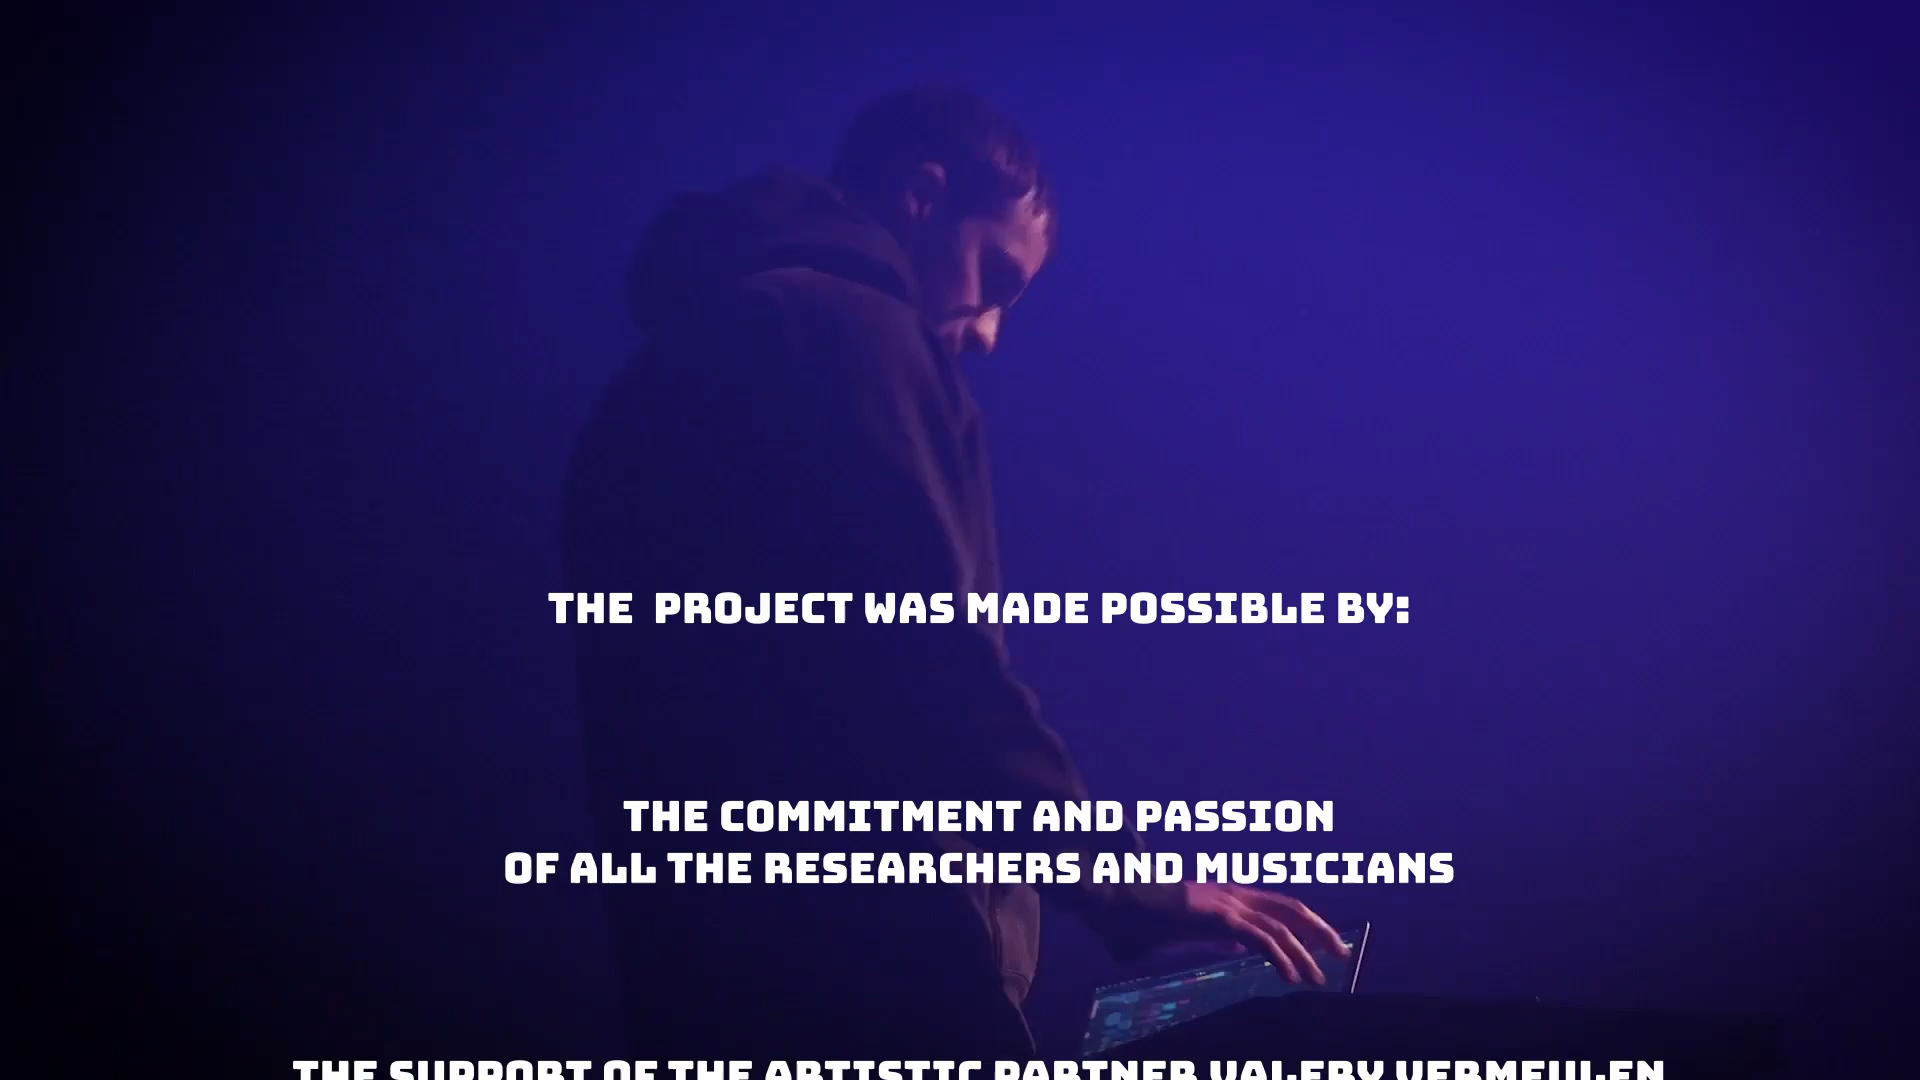 THE PROJECT WAS MADE POSSIBLE BY:
THE COMMITMENT AND PASSION
OF ALL THE RESEARCHERS AND MUSICIANS
THE SUPPORT OF THE ARTISTIC PARTNER VALERY VERMEULEN